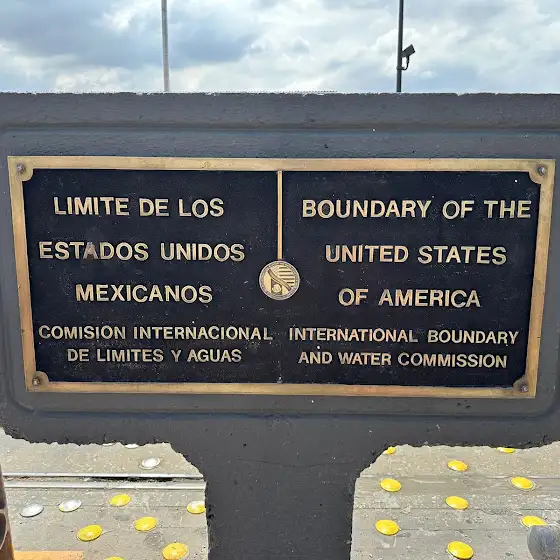 LIMITE DE LOS
ESTADOS UNIDOS
MEXICANOS
COMISION INTERNACIONAL
DE LIMITES Y AGUAS
BOUNDARY OF THE
UNITED STATES
OF AMERICA
INTERNATIONAL BOUNDARY
AND WATER COMMISSION